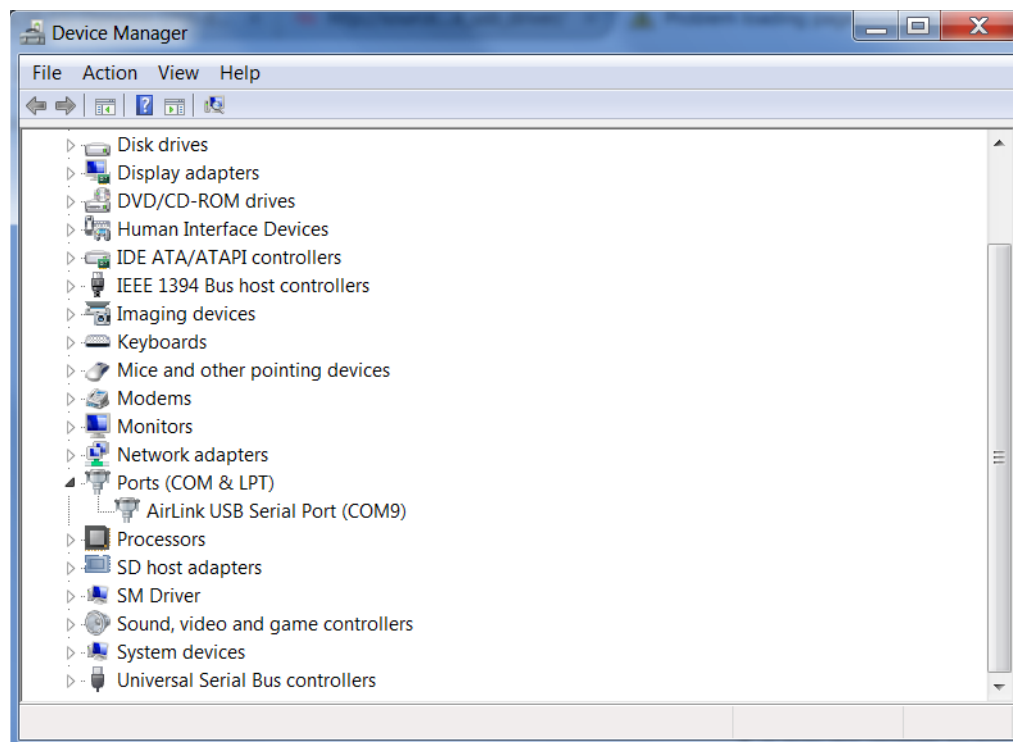 Device Manager
File Action View Help
Disk drives
Display adapters
DVD/CD-ROM drives
Human Interface Devices
IDE ATA/ATAPI controllers
IEEE 1394 Bus host controllers
Imaging devices
Keyboards
Mice and other pointing devices
Modems
Monitors
Network adapters
Ports (COM & LPT)
AirLink USB Serial Port (COM9)
Processors
SD host adapters
SM Driver
Sound, video and game controllers
System devices
Universal Serial Bus controllers